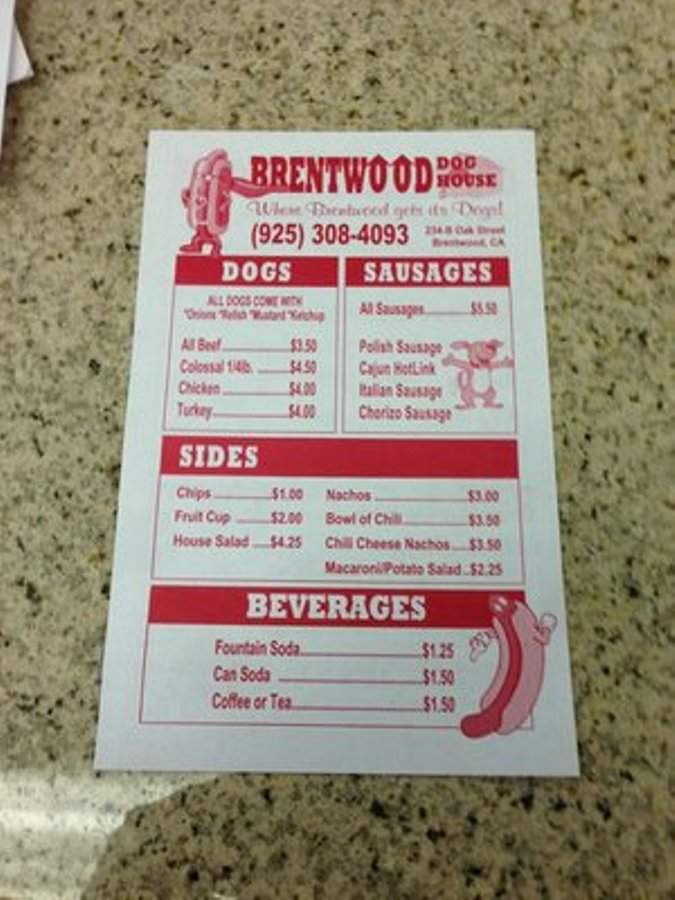 BRENTWOOD DOG HOUSE
Where Brentwood gets its Dogs!
(925) 308-4093
234-B Oak Street
Brentwood, CA
DOGS
ALL DOGS COME WITH
*Onions *Relish *Mustard *Ketchup
All Beef $3.50
Colossal 1/4lb. $4.50
Chicken $4.00
Turkey $4.00
SAUSAGES
All Sausages $5.50
Polish Sausage
Cajun HotLink
Italian Sausage
Chorizo Sausage
SIDES
Chips $1.00
Fruit Cup $2.00
House Salad $4.25
Nachos $3.00
Bowl of Chili $3.50
Chili Cheese Nachos $3.50
Macaroni/Potato Salad $2.25
BEVERAGES
Fountain Soda $1.25
Can Soda $1.50
Coffee or Tea $1.50